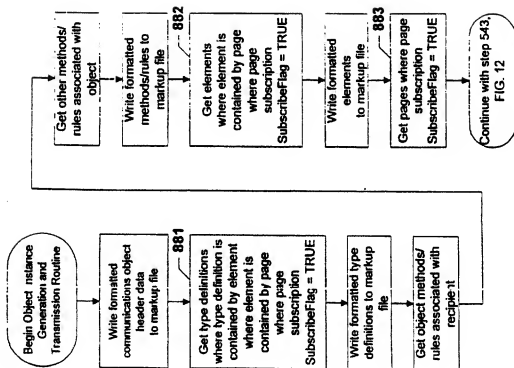 Begin Object Instance
Generation and
Transmission Routine
Write formatted
communications object
header data
to markup file
881
Get type definitions
where type definition is
contained by element
where element is
contained by page
where page
subscription
SubscribeFlag = TRUE
Write formatted type
definitions to markup
file
Get object methods/
rules associated with
recipient
Get other methods/
rules associated with
object
Write formatted
methods/rules to
markup file
882
Get elements
where element is
contained by page
where page
subscription
SubscribeFlag = TRUE
Write formatted
elements
to markup file
883
Get pages where page
subscription
SubscribeFlag = TRUE
Continue with step 543,
FIG. 12